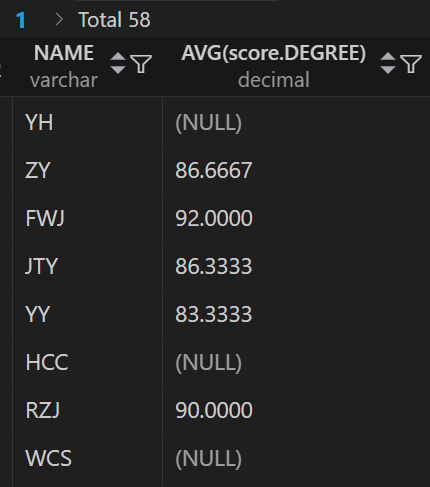 1 > Total 58
NAME AVG(score.DEGREE)
varchar decimal
YH (NULL)
ZY 86.6667
FWJ 92.0000
JTY 86.3333
YY 83.3333
HCC (NULL)
RZJ 90.0000
WCS (NULL)